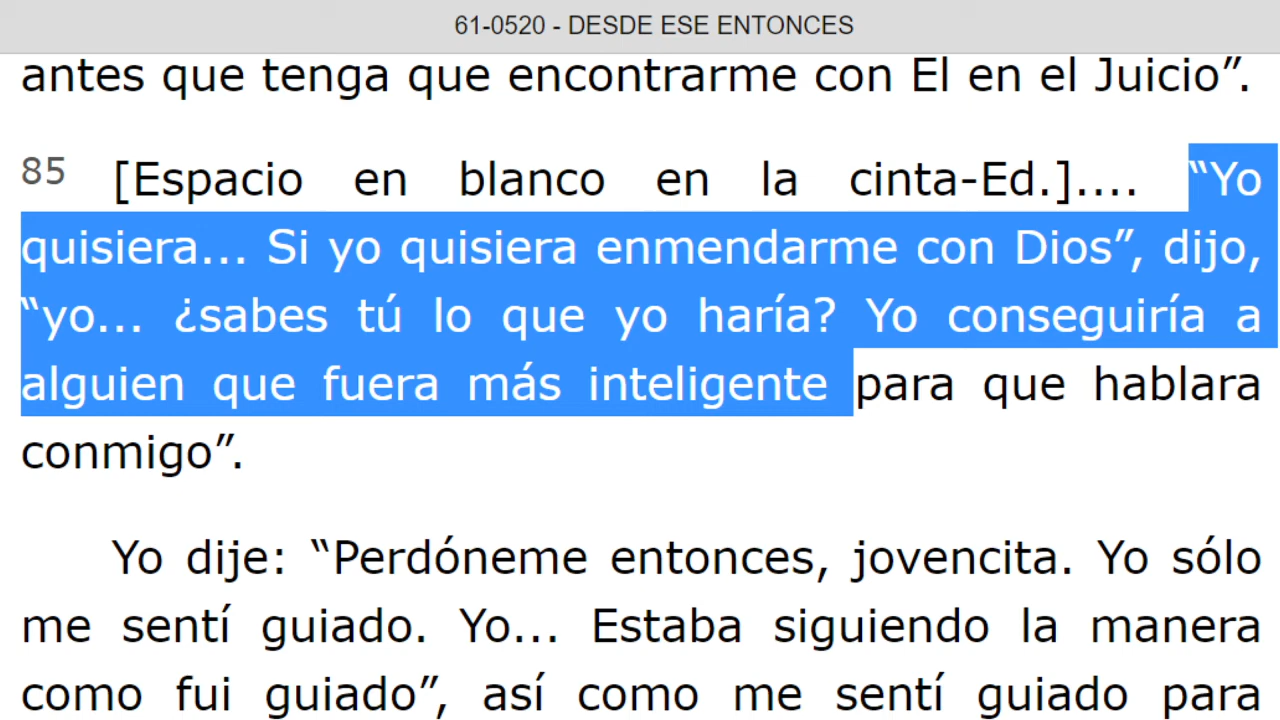 61-0520 - DESDE ESE ENTONCES
antes que tenga que encontrarme con El en el Juicio”.
85 [Espacio en blanco en la cinta-Ed.].... “Yo
quisiera... Si yo quisiera enmendarme con Dios”, dijo,
“yo... ¿sabes tú lo que yo haría? Yo conseguiría a
alguien que fuera más inteligente para que hablara
conmigo”.
Yo dije: “Perdóneme entonces, jovencita. Yo sólo
me sentí guiado. Yo... Estaba siguiendo la manera
como fui guiado”, así como me sentí guiado para